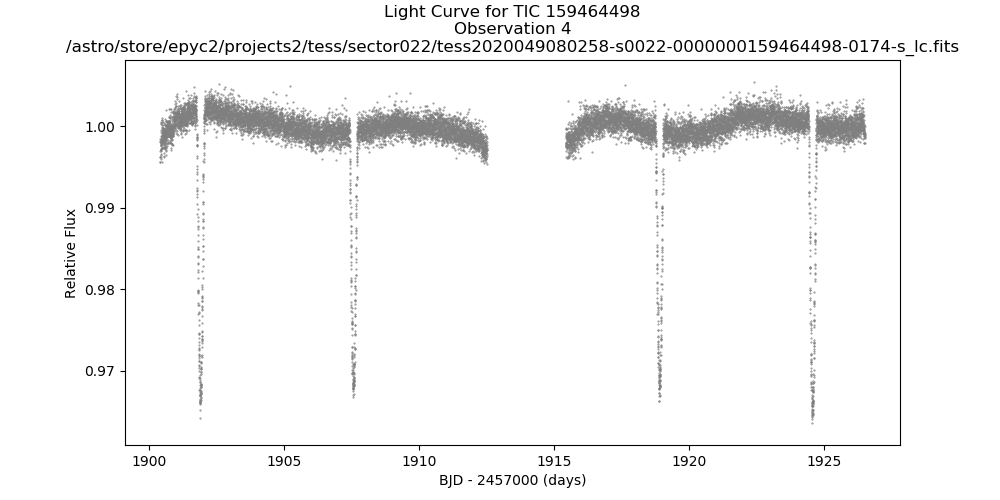 Light Curve for TIC 159464498
Observation 4
/astro/store/epyc2/projects2/tess/sector022/tess2020049080258-s0022-0000000159464498-0174-s_lc.fits
1.00
0.99
0.98
0.97
Relative Flux
1900
1905
1910
1915
1920
1925
BJD - 2457000 (days)